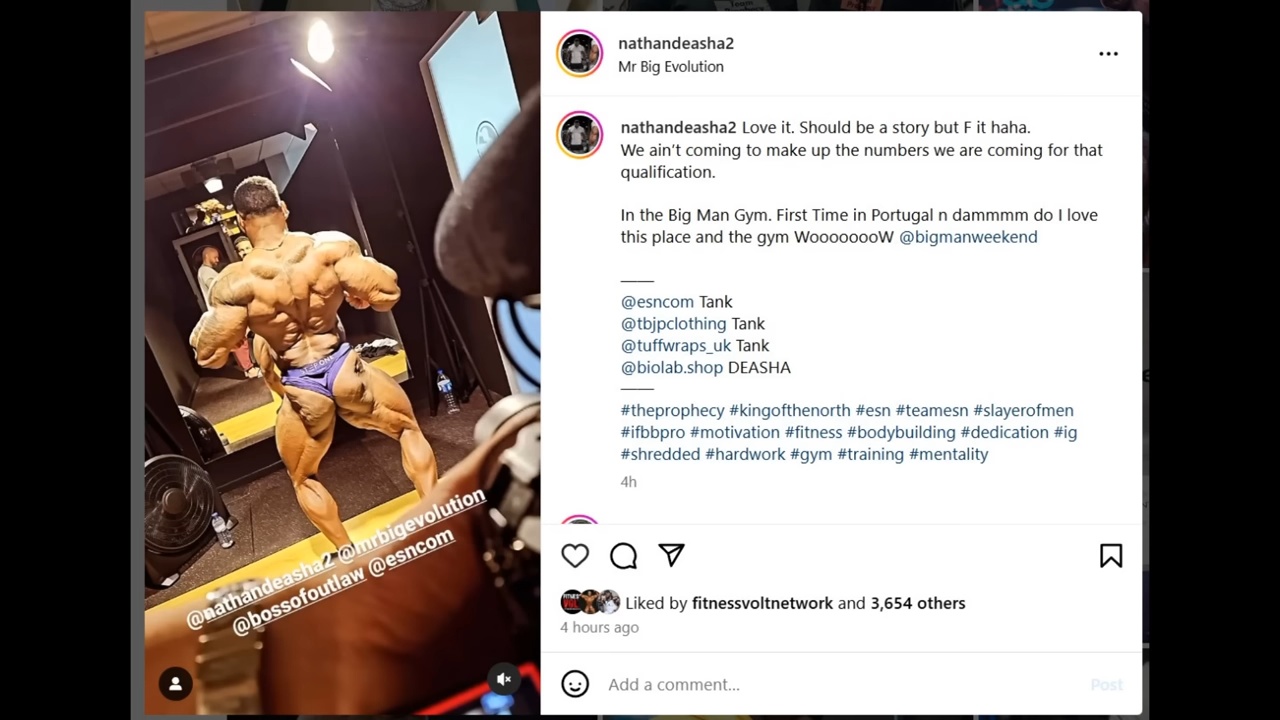 nathandeasha2
Mr Big Evolution
nathandeasha2 Love it. Should be a story but F it haha.
We ain't coming to make up the numbers we are coming for that
qualification.
In the Big Man Gym. First Time in Portugal n dammmm do I love
this place and the gym WoooooooW @bigmanweekend
@esncom Tank
@tbjpclothing Tank
@tuffwraps_uk Tank
@biolab.shop DEASHA
#theprophecy #kingofthenorth #esn #teamesn #slayerofmen
#ifbbpro #motivation #fitness #bodybuilding #dedication #ig
#shredded #hardwork #gym #training #mentality
4h
Liked by fitnessvoltnetwork and 3,654 others
4 hours ago
Add a comment...
Post
@nathandeasha2 @mrbigevolution
@bossofoutlaw @esncom